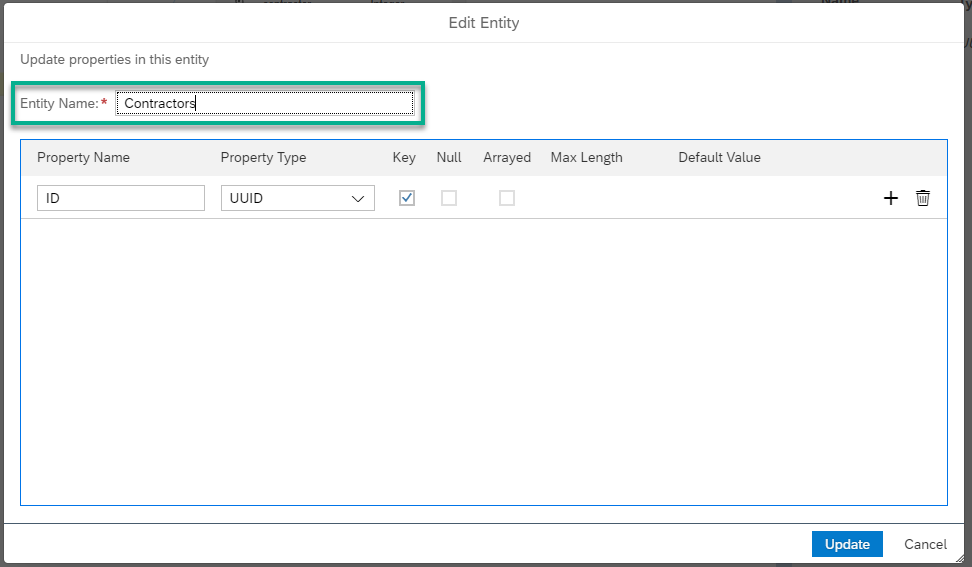 Edit Entity
Update properties in this entity
Entity Name:* Contractors
Property Name Property Type Key Null Arrayed Max Length Default Value
ID UUID
Update Cancel